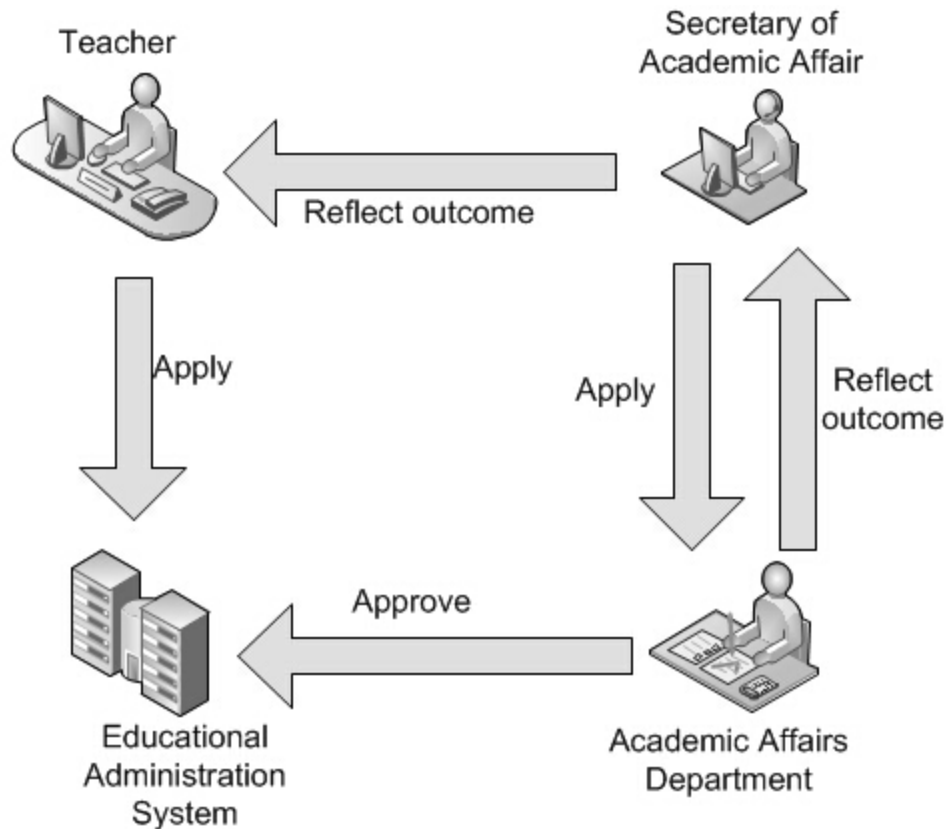 Teacher
Secretary of
Academic Affair
Reflect outcome
Apply
Apply
Reflect
outcome
Approve
Educational
Administration
System
Academic Affairs
Department